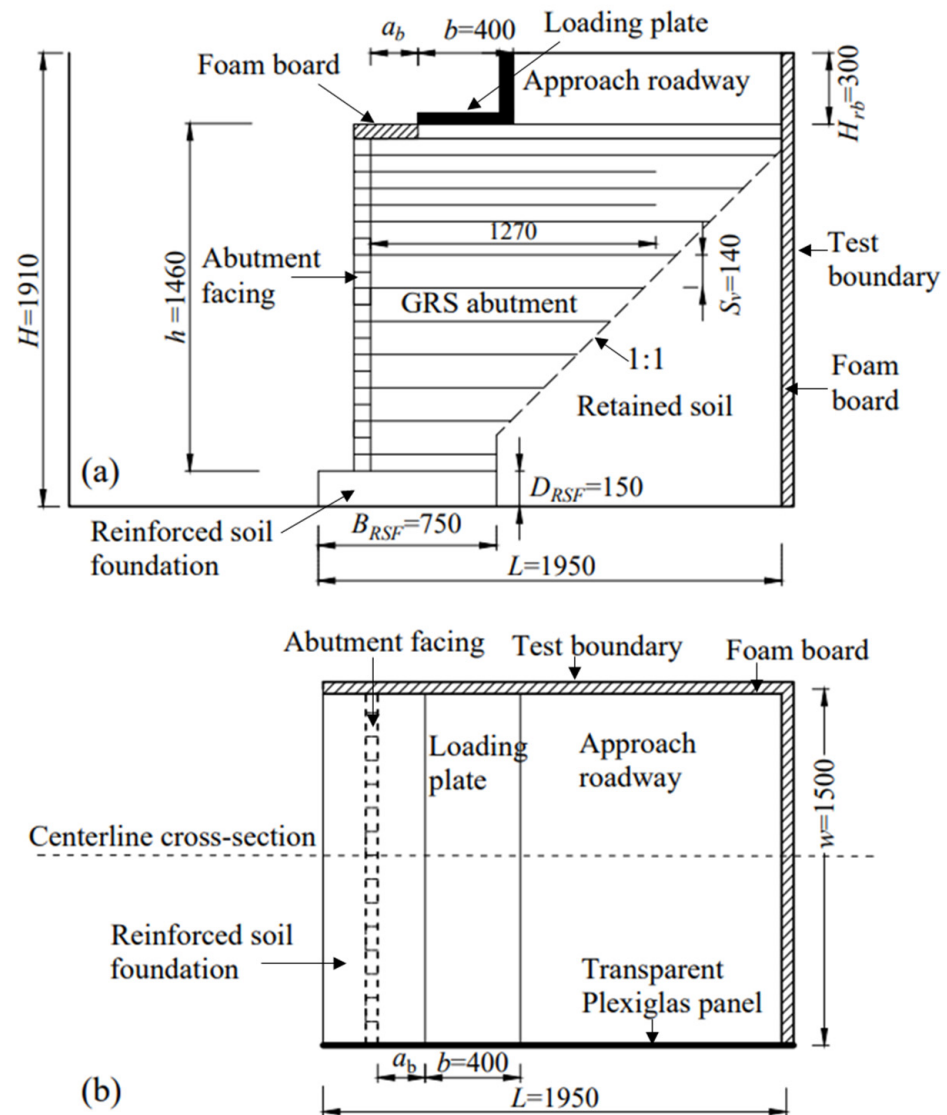 a_b
b=400
Loading plate
Foam board
Approach roadway
H_rb=300
H=1910
h=1460
Abutment
facing
1270
S_v=140
Test
boundary
GRS abutment
1:1
Foam
board
Retained soil
(a)
D_RSF=150
Reinforced soil
foundation
B_RSF=750
L=1950
Abutment facing
Test boundary
Foam board
Loading
plate
Approach
roadway
w=1500
Centerline cross-section
Reinforced soil
foundation
Transparent
Plexiglas panel
a_b
b=400
(b)
L=1950